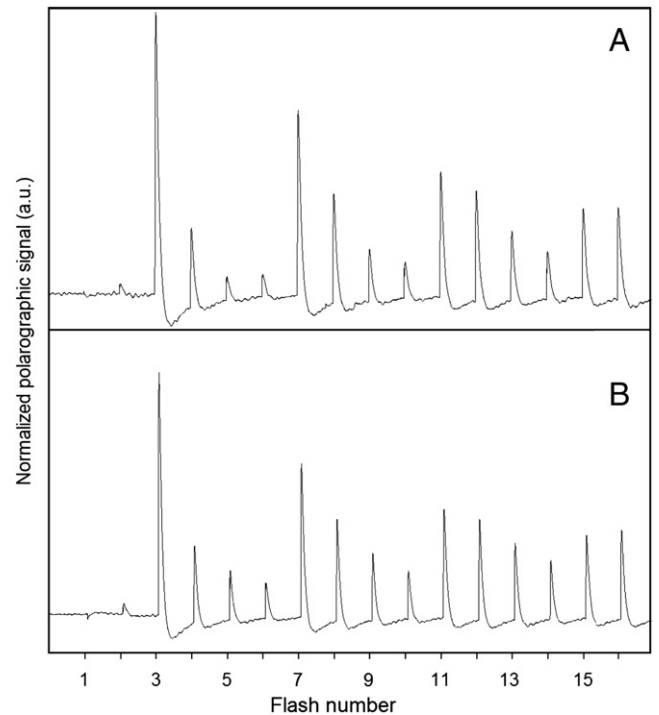 A
B
Normalized polarographic signal (a.u.)
1 3 5 7 9 11 13 15
Flash number